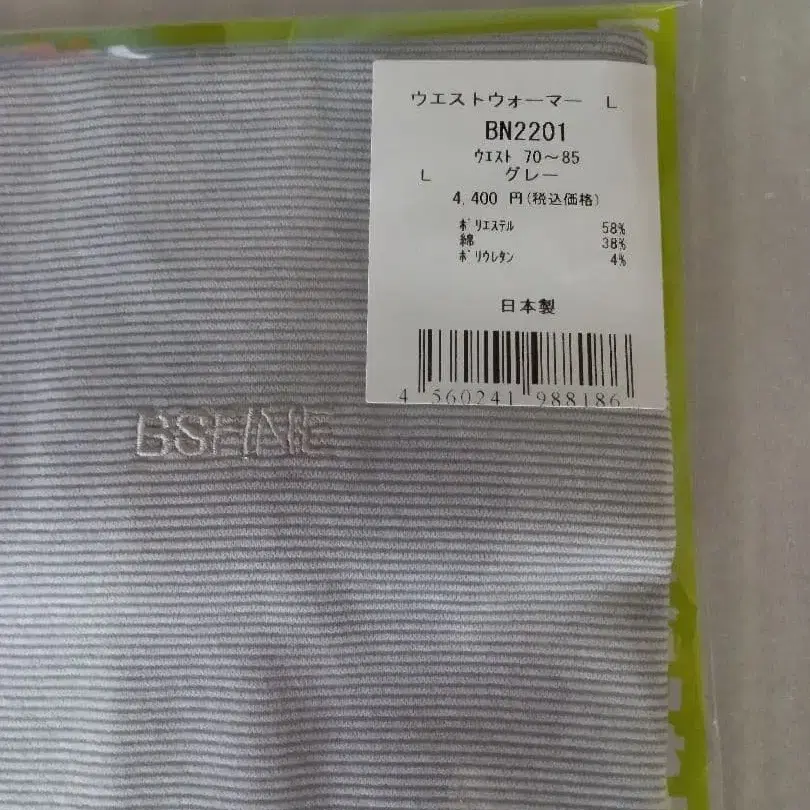 ウエストウォーマー L
BN2201
ウエスト 70～85
L グレー
4,400 円(税込価格)
ポリエステル 58%
綿 38%
ポリウレタン 4%
日本製
4 560241 988186
BSFINE